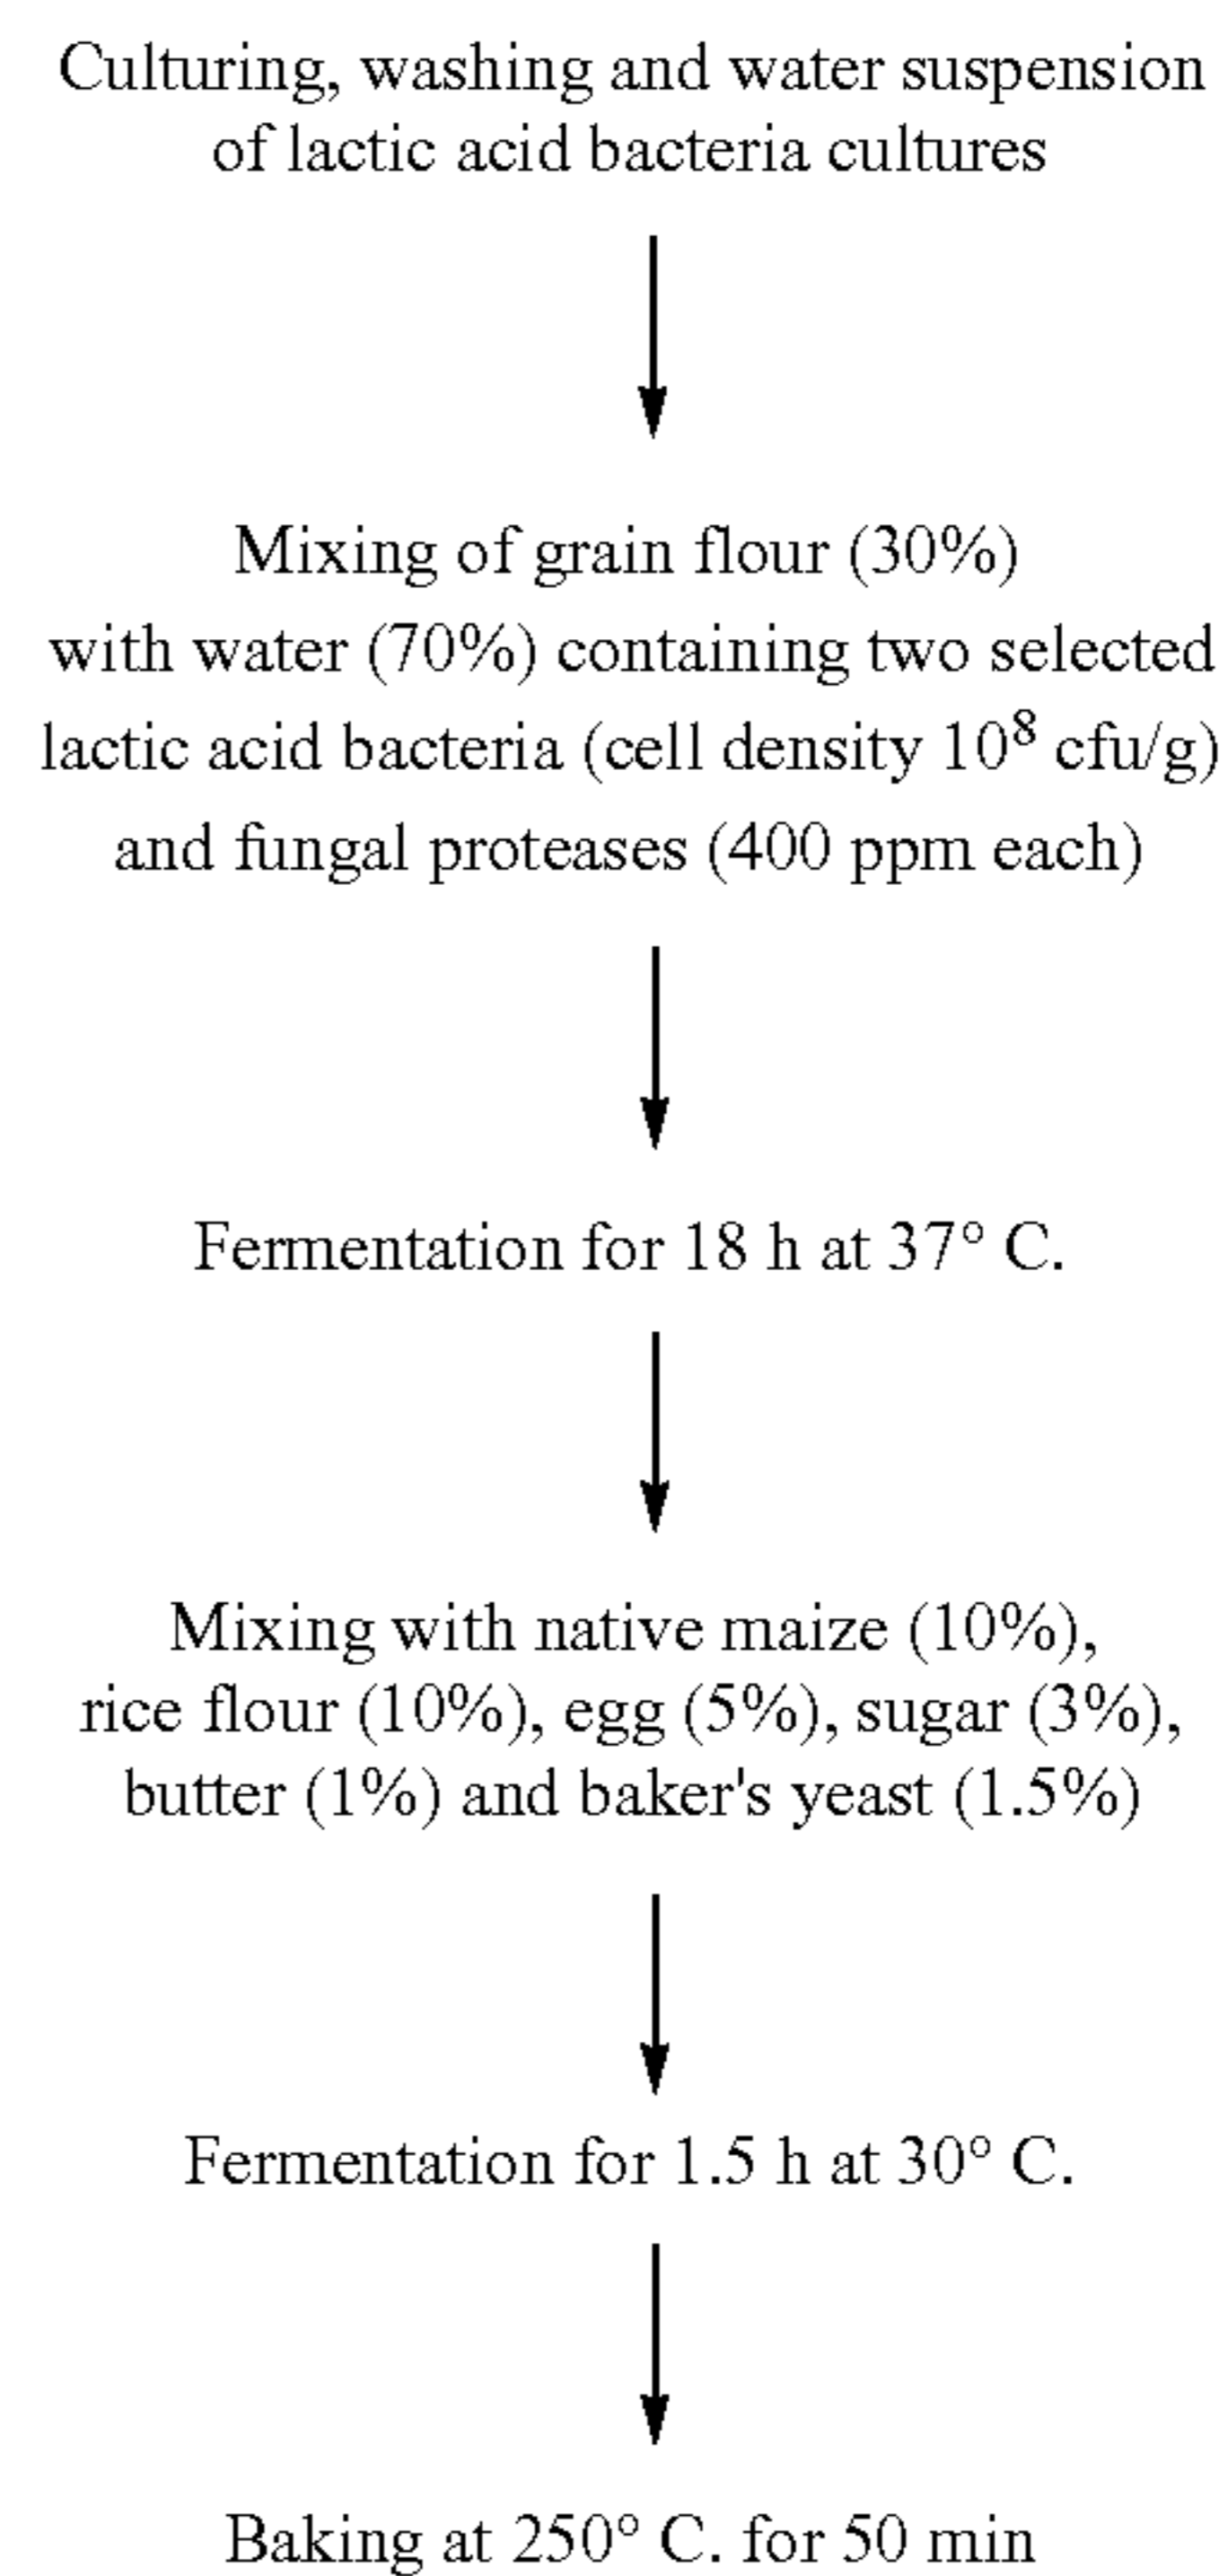 Culturing, washing and water suspension
of lactic acid bacteria cultures
Mixing of grain flour (30%)
with water (70%) containing two selected
lactic acid bacteria (cell density 10⁸ cfu/g)
and fungal proteases (400 ppm each)
Fermentation for 18 h at 37° C.
Mixing with native maize (10%),
rice flour (10%), egg (5%), sugar (3%),
butter (1%) and baker's yeast (1.5%)
Fermentation for 1.5 h at 30° C.
Baking at 250° C. for 50 min